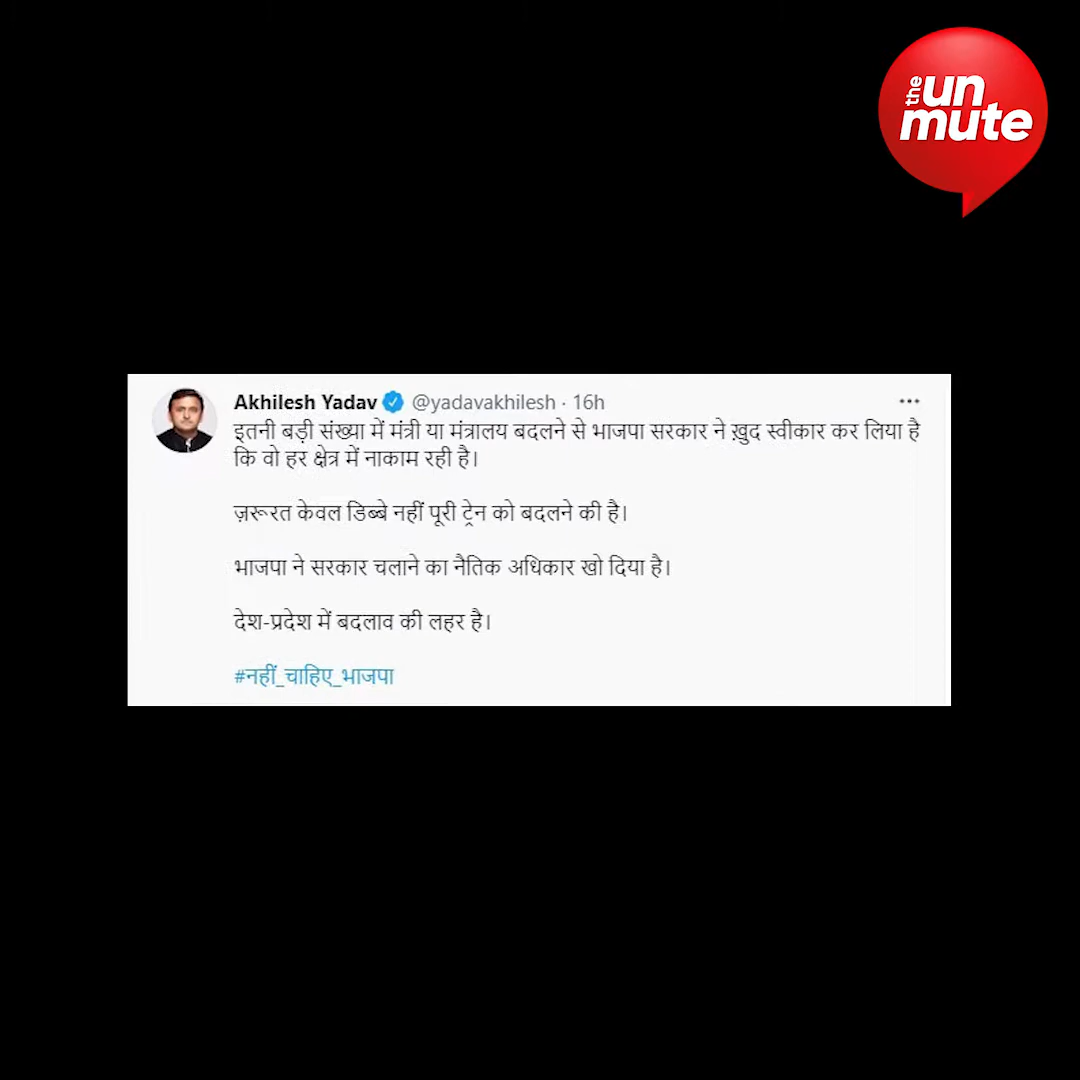 the un
mute
Akhilesh Yadav @yadavakhilesh · 16h
इतनी बड़ी संख्या में मंत्री या मंत्रालय बदलने से भाजपा सरकार ने ख़ुद स्वीकार कर लिया है
कि वो हर क्षेत्र में नाकाम रही है।
ज़रूरत केवल डिब्बे नहीं पूरी ट्रेन को बदलने की है।
भाजपा ने सरकार चलाने का नैतिक अधिकार खो दिया है।
देश-प्रदेश में बदलाव की लहर है।
#नहीं_चाहिए_भाजपा